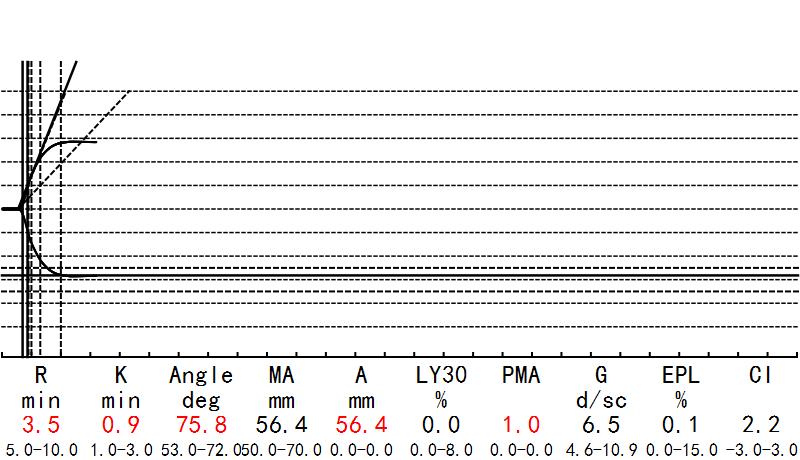 R K Angle MA A LY30 PMA G EPL CI
min min deg mm mm % d/sc %
3.5 0.9 75.8 56.4 56.4 0.0 1.0 6.5 0.1 2.2
5.0-10.0 1.0-3.0 53.0-72.0 50.0-70.0 0.0-0.0 0.0-8.0 0.0-0.0 4.6-10.9 0.0-15.0 -3.0-3.0